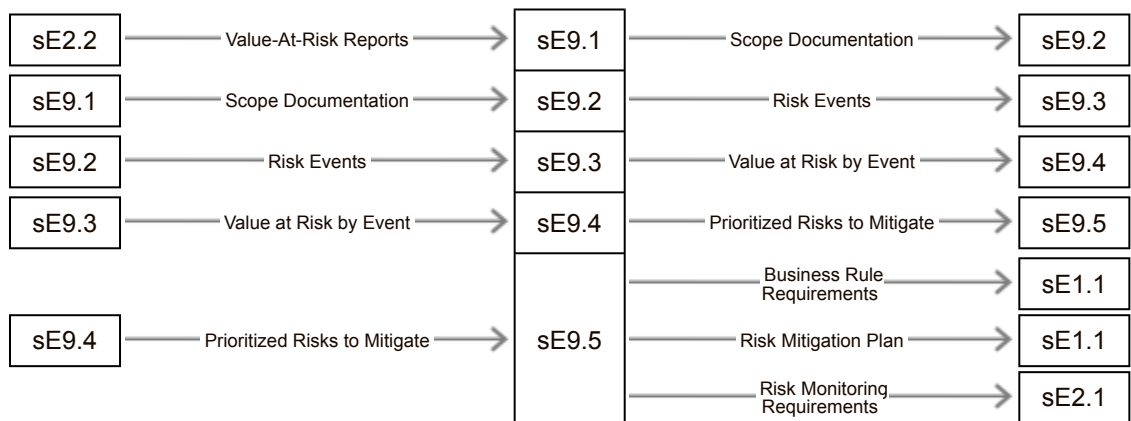 sE2.2 Value-At-Risk Reports sE9.1 Scope Documentation sE9.2
sE9.1 Scope Documentation sE9.2 Risk Events sE9.3
sE9.2 Risk Events sE9.3 Value at Risk by Event sE9.4
sE9.3 Value at Risk by Event sE9.4 Prioritized Risks to Mitigate sE9.5
Business Rule
Requirements
sE1.1
sE9.4 Prioritized Risks to Mitigate sE9.5 Risk Mitigation Plan sE1.1
Risk Monitoring
Requirements
sE2.1